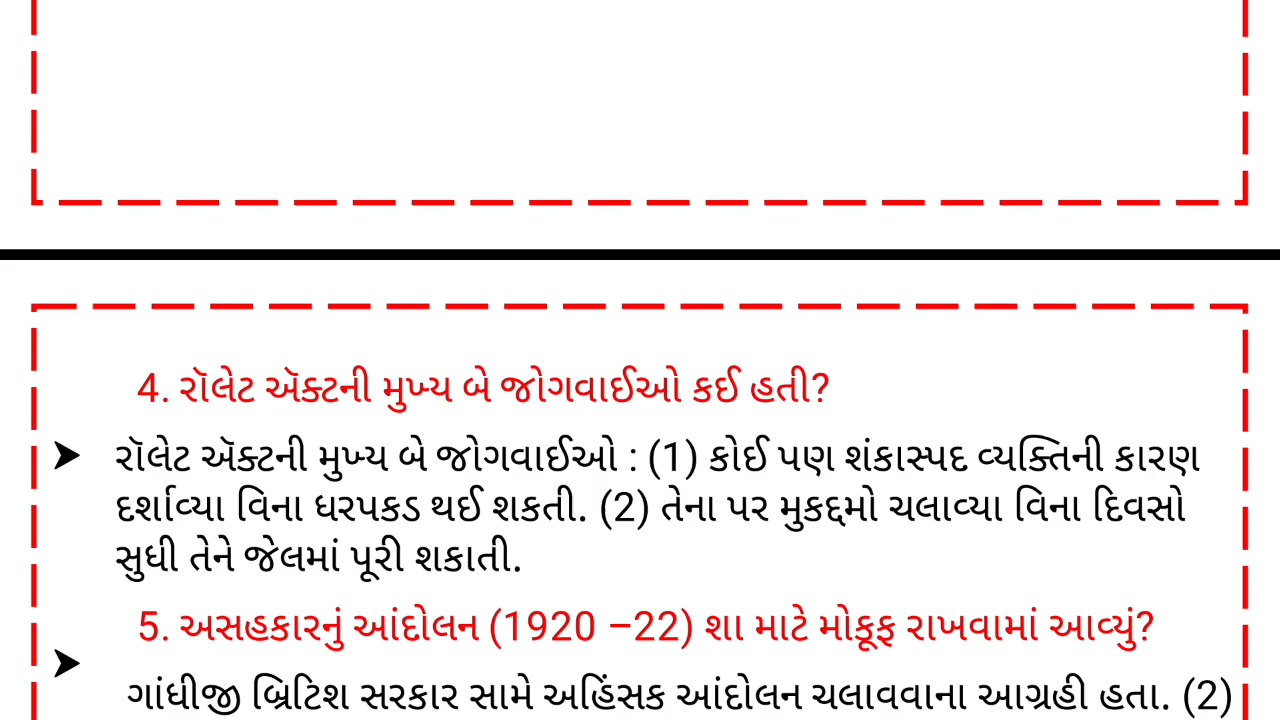 4. રૉલેટ ઍક્ટની મુખ્ય બે જોગવાઈઓ કઈ હતી?
➤ રૉલેટ ઍક્ટની મુખ્ય બે જોગવાઈઓ : (1) કોઈ પણ શંકાસ્પદ વ્યક્તિની કારણ
દર્શાવ્યા વિના ધરપકડ થઈ શકતી. (2) તેના પર મુકદ્દમો ચલાવ્યા વિના દિવસો
સુધી તેને જેલમાં પૂરી શકાતી.
5. અસહકારનું આંદોલન (1920 –22) શા માટે મોકૂફ રાખવામાં આવ્યું?
➤ ગાંધીજી બ્રિટિશ સરકાર સામે અહિંસક આંદોલન ચલાવવાના આગ્રહી હતા. (2)